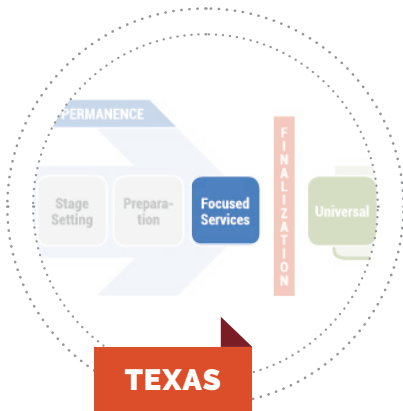 PERMANENCE
Stage
Setting
Prepara-
tion
Focused
Services
FINALIZATION
Universal
TEXAS